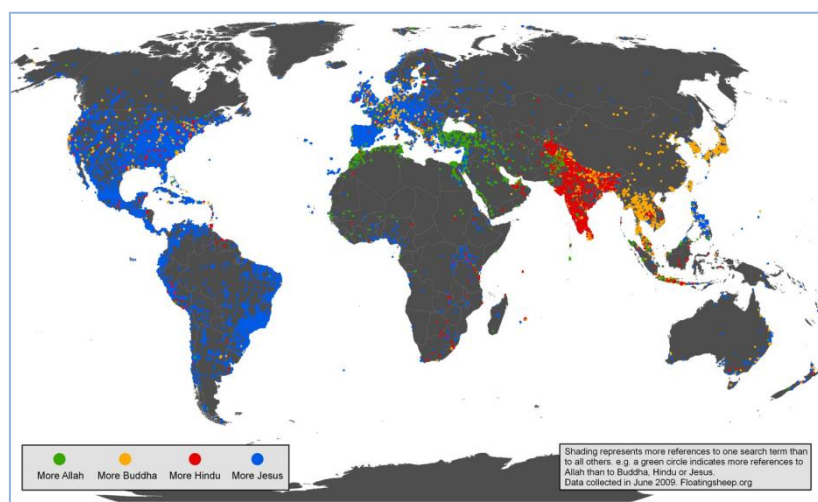 More Allah More Buddha More Hindu More Jesus
Shading represents more references to one search term than
to all others. e.g. a green circle indicates more references to
Allah than to Buddha, Hindu or Jesus.
Data collected in June 2009. Floatingsheep.org